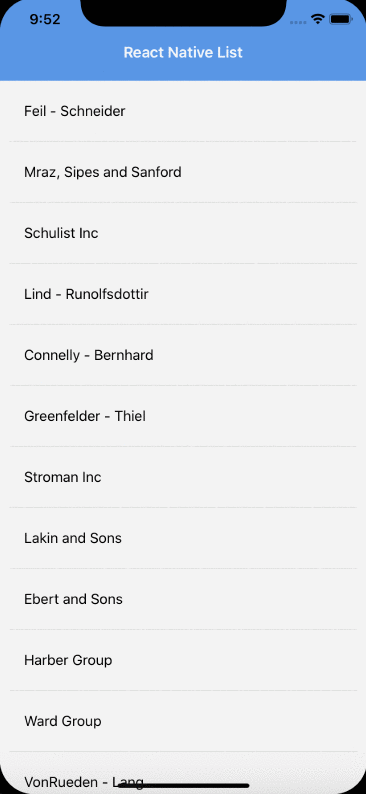 9:52
React Native List
Feil - Schneider
Mraz, Sipes and Sanford
Schulist Inc
Lind - Runolfsdottir
Connelly - Bernhard
Greenfelder - Thiel
Stroman Inc
Lakin and Sons
Ebert and Sons
Harber Group
Ward Group
VonRueden - Lang